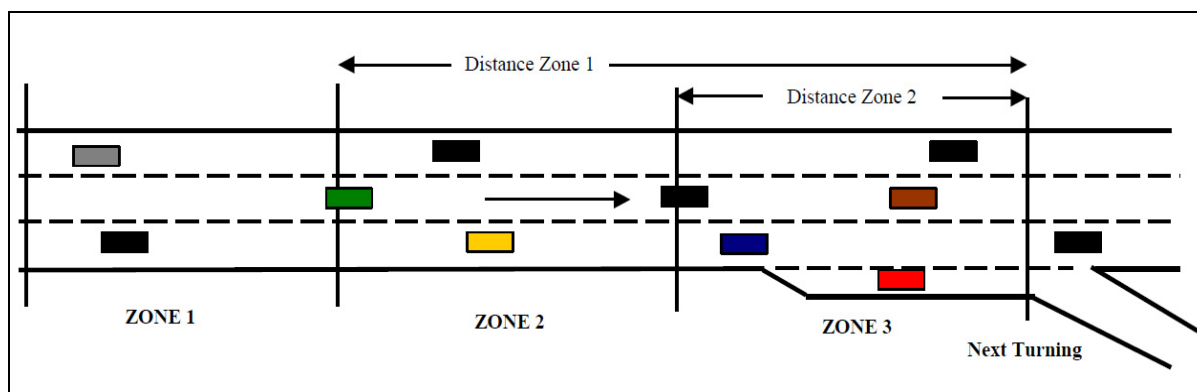 Distance Zone 1
Distance Zone 2
ZONE 1
ZONE 2
ZONE 3
Next Turning